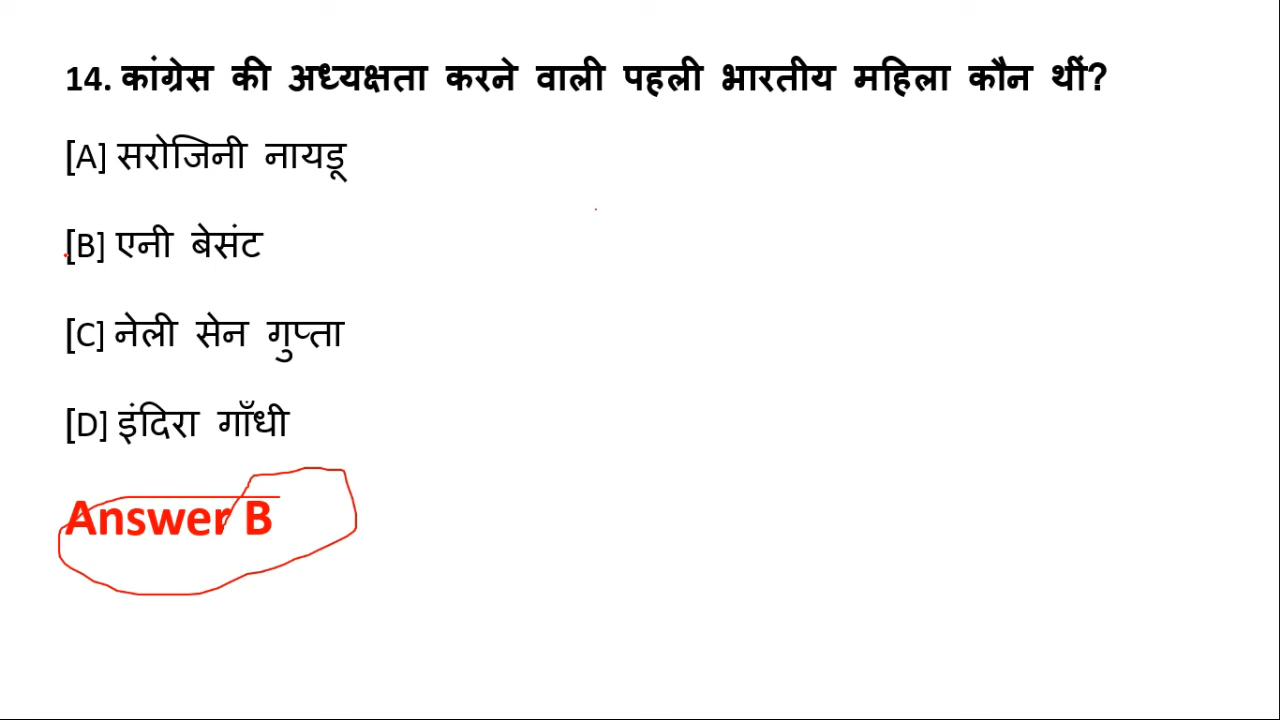 14. कांग्रेस की अध्यक्षता करने वाली पहली भारतीय महिला कौन थीं?
[A] सरोजिनी नायडू
[B] एनी बेसंट
[C] नेली सेन गुप्ता
[D] इंदिरा गाँधी
Answer B